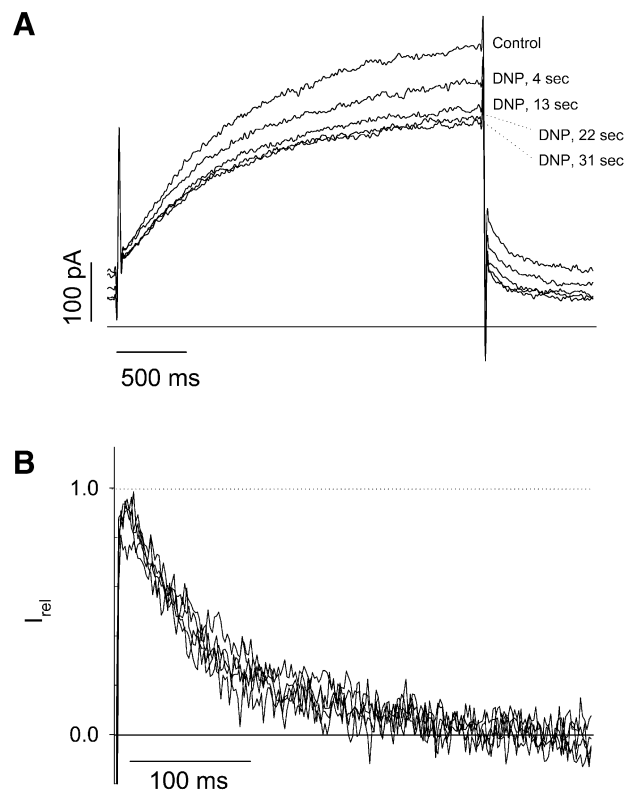 A
Control
DNP, 4 sec
DNP, 13 sec
DNP, 22 sec
DNP, 31 sec
100 pA
500 ms
B
1.0
Irel
0.0
100 ms